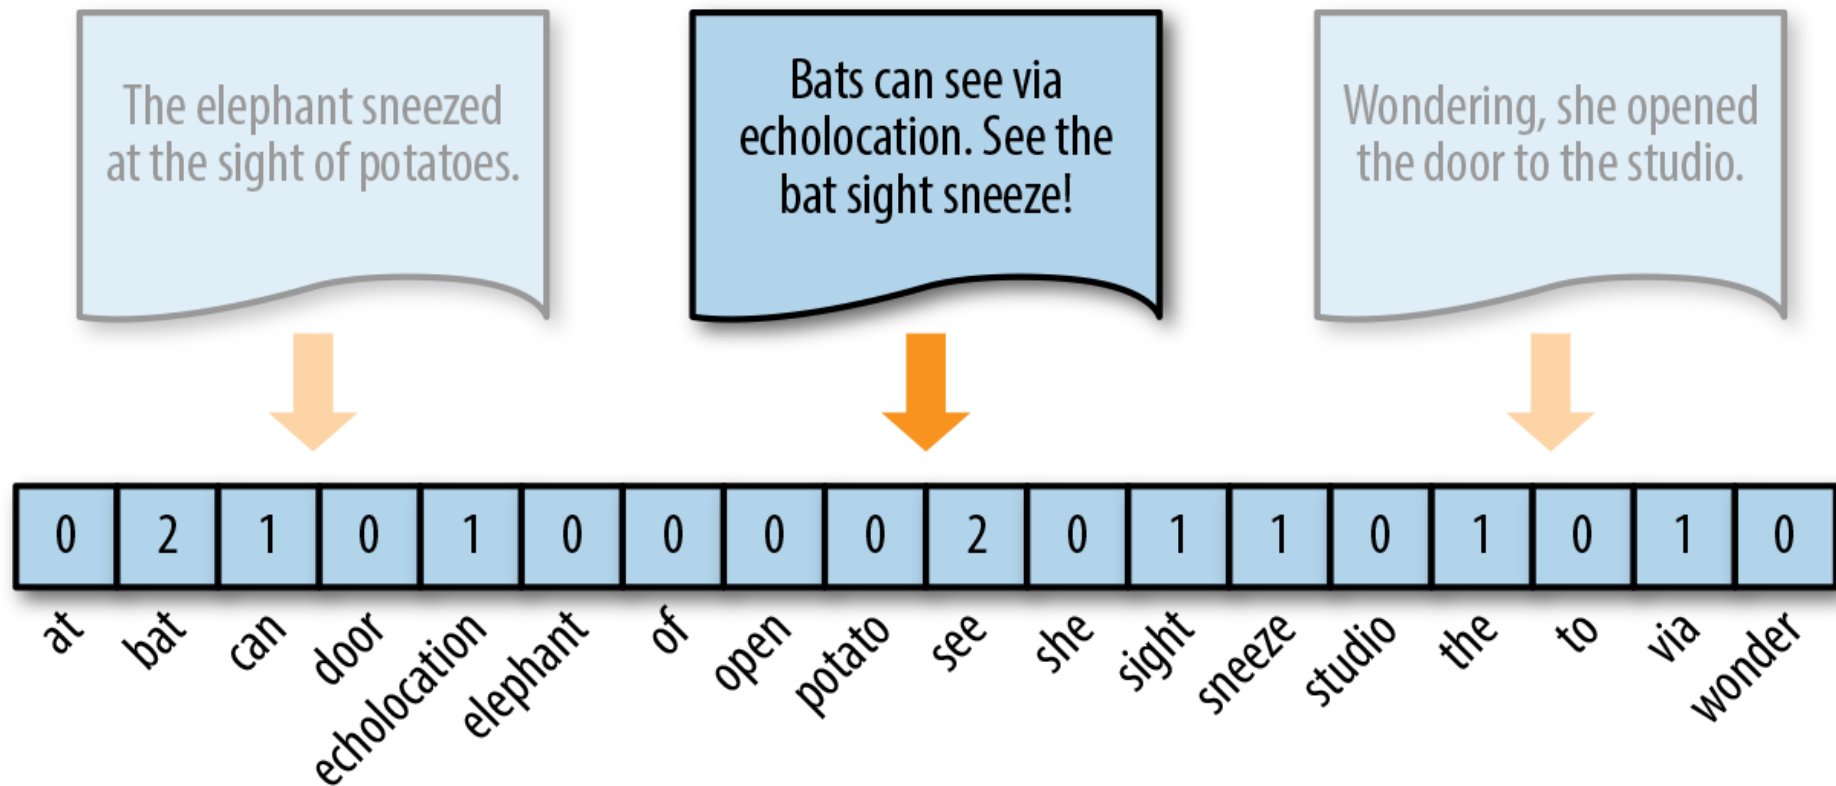 The elephant sneezed
at the sight of potatoes.
Bats can see via
echolocation. See the
bat sight sneeze!
Wondering, she opened
the door to the studio.
0 2 1 0 1 0 0 0 0 2 0 1 1 0 1 0 1 0
at bat can door echolocation elephant of open potato see she sight sneeze studio the to via wonder